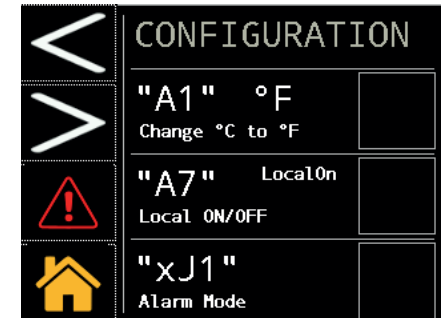 CONFIGURATION
"A1" °F
Change °C to °F
"A7" LocalOn
Local ON/OFF
"xJ1"
Alarm Mode